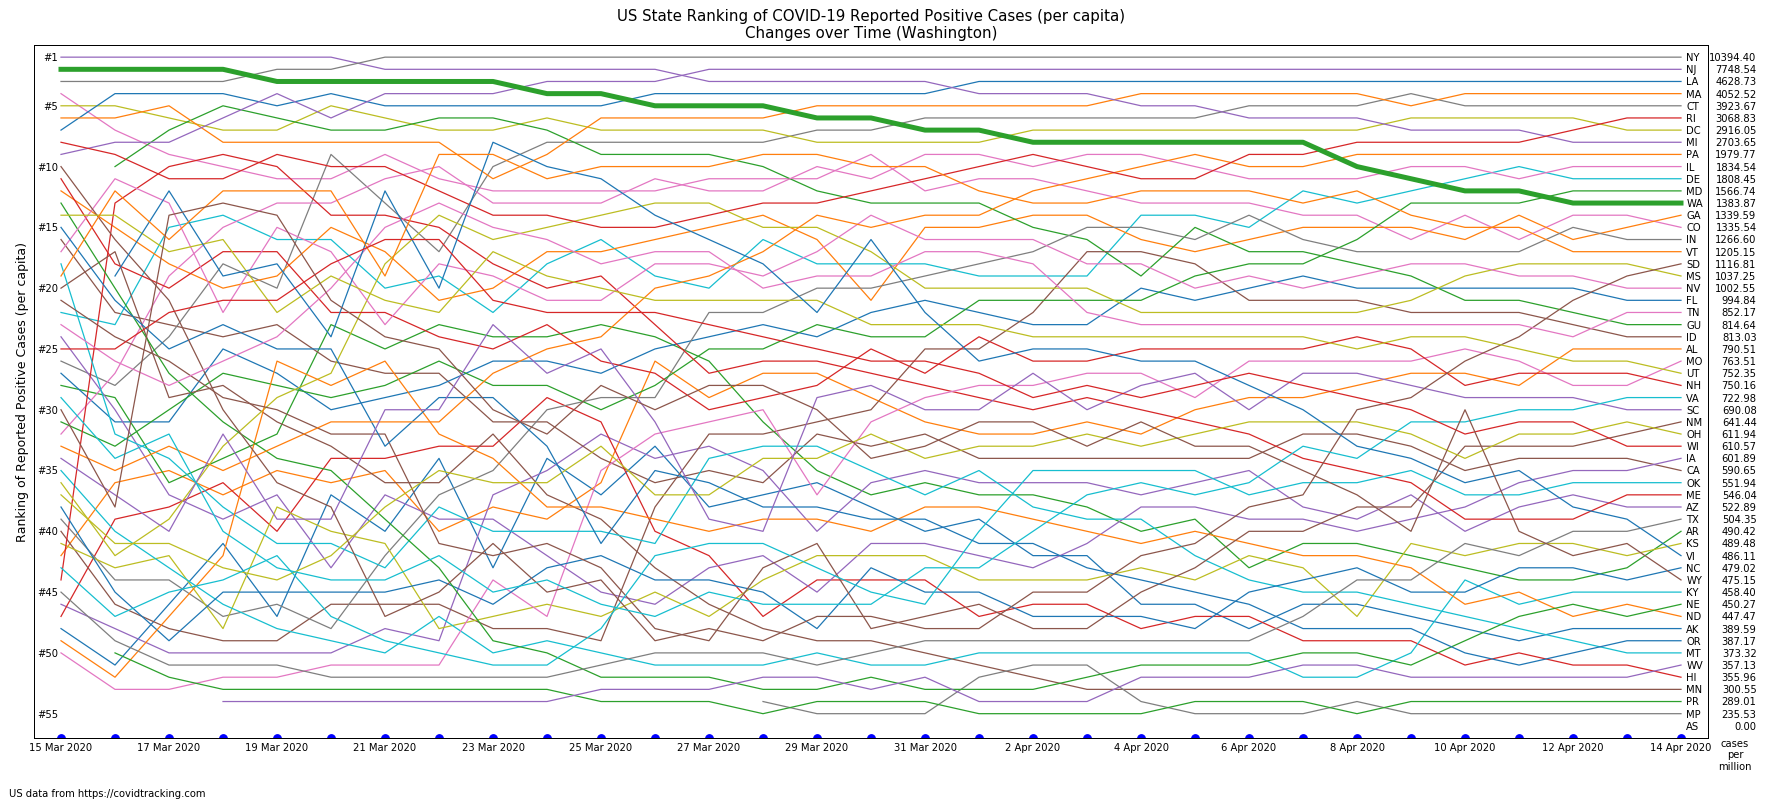 US State Ranking of COVID-19 Reported Positive Cases (per capita)
Changes over Time (Washington)
Ranking of Reported Positive Cases (per capita)
#1
#5
#10
#15
#20
#25
#30
#35
#40
#45
#50
#55
NY 10394.40
NJ 7748.54
LA 4628.73
MA 4052.52
CT 3923.67
RI 3068.83
DC 2916.05
MI 2703.65
PA 1979.77
IL 1834.54
DE 1808.45
MD 1566.74
WA 1383.87
GA 1339.59
CO 1335.54
IN 1266.60
VT 1205.15
SD 1116.81
MS 1037.25
NV 1002.55
FL 994.84
TN 852.17
GU 814.64
ID 813.03
AL 790.51
MO 763.51
UT 752.35
NH 750.16
VA 722.98
SC 690.08
NM 641.44
OH 611.94
WI 610.57
IA 601.89
CA 590.65
OK 551.94
ME 546.04
AZ 522.89
TX 504.35
AR 490.42
KS 489.48
VI 486.11
NC 479.02
WY 475.15
KY 458.40
NE 450.27
ND 447.47
AK 389.59
OR 387.17
MT 373.32
WV 357.13
HI 355.96
MN 300.55
PR 289.01
MP 235.53
AS 0.00
15 Mar 2020 17 Mar 2020 19 Mar 2020 21 Mar 2020 23 Mar 2020 25 Mar 2020 27 Mar 2020 29 Mar 2020 31 Mar 2020 2 Apr 2020 4 Apr 2020 6 Apr 2020 8 Apr 2020 10 Apr 2020 12 Apr 2020 14 Apr 2020
cases
per
million
US data from https://covidtracking.com